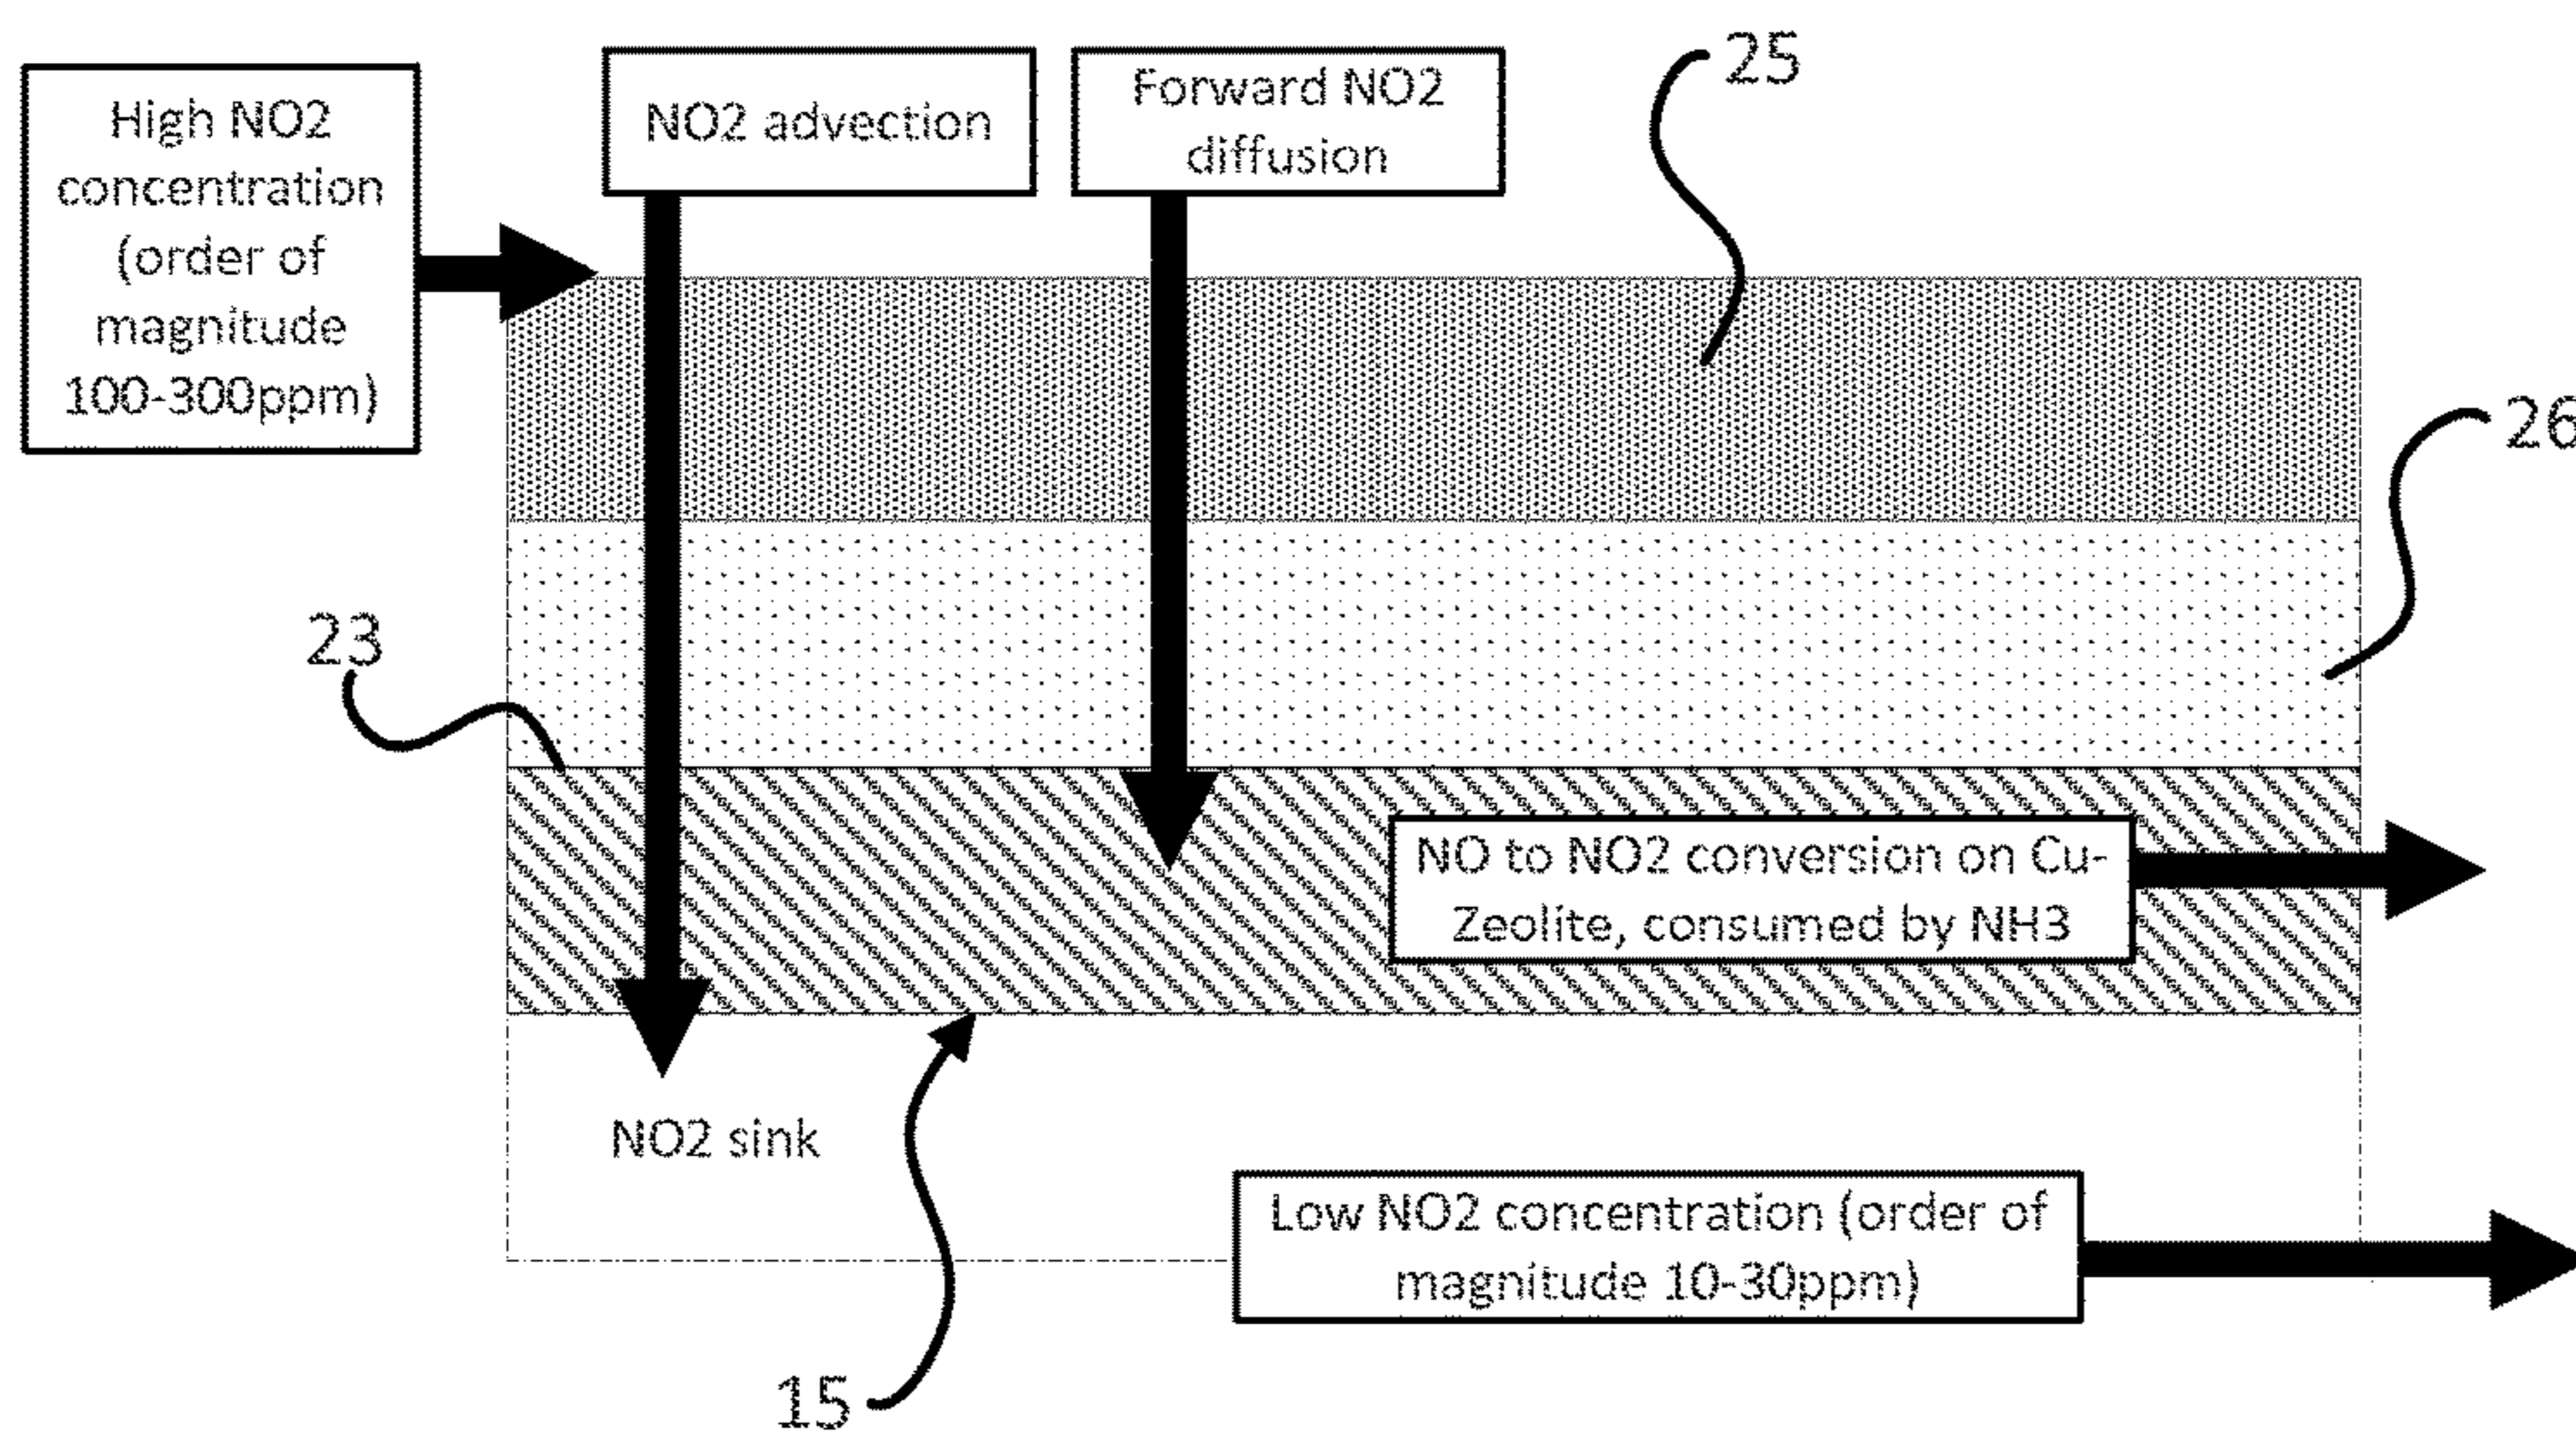 High NO2
concentration
(order of
magnitude
100-300ppm)
NO2 advection
Forward NO2
diffusion
25
26
23
NO to NO2 conversion on Cu-
Zeolite, consumed by NH3
NO2 sink
Low NO2 concentration (order of
magnitude 10-30ppm)
15